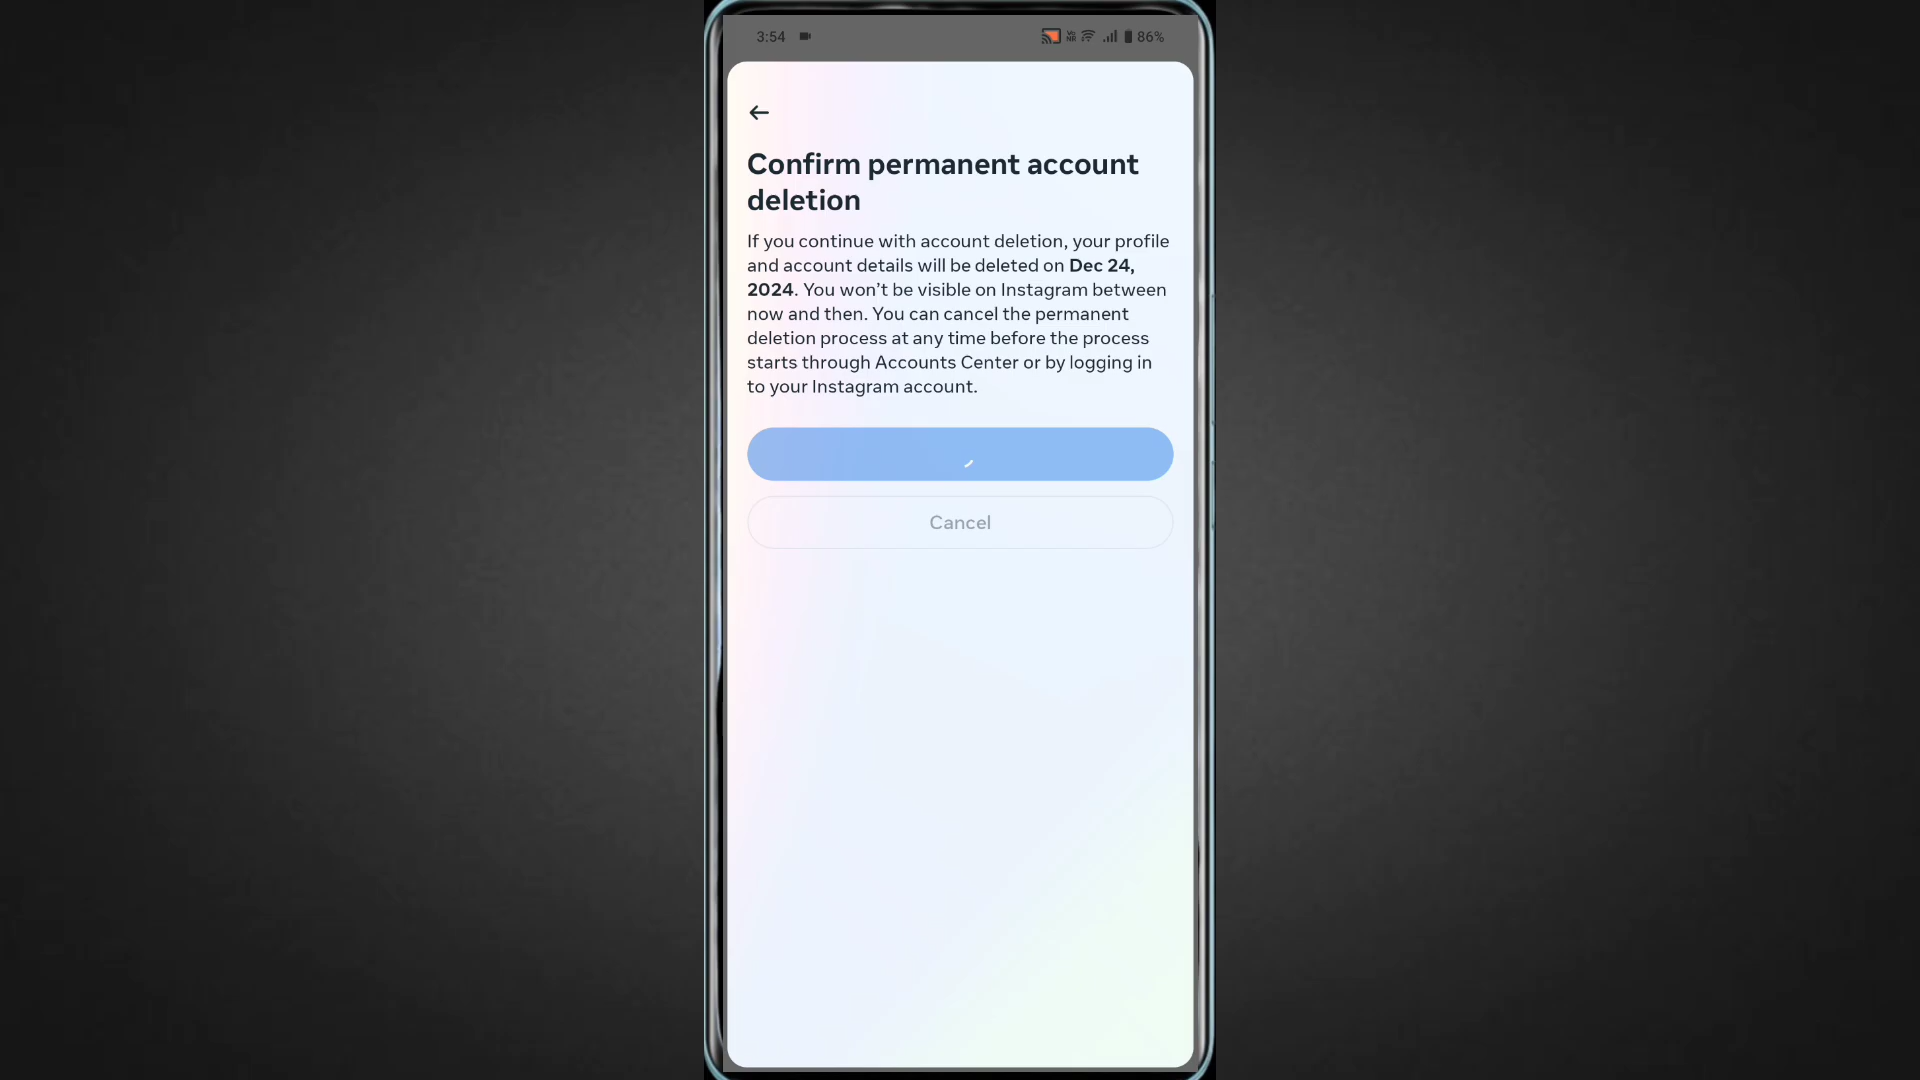 3:54
Vo
NR
86%
Confirm permanent account
deletion
If you continue with account deletion, your profile
and account details will be deleted on Dec 24,
2024. You won't be visible on Instagram between
now and then. You can cancel the permanent
deletion process at any time before the process
starts through Accounts Center or by logging in
to your Instagram account.
Cancel